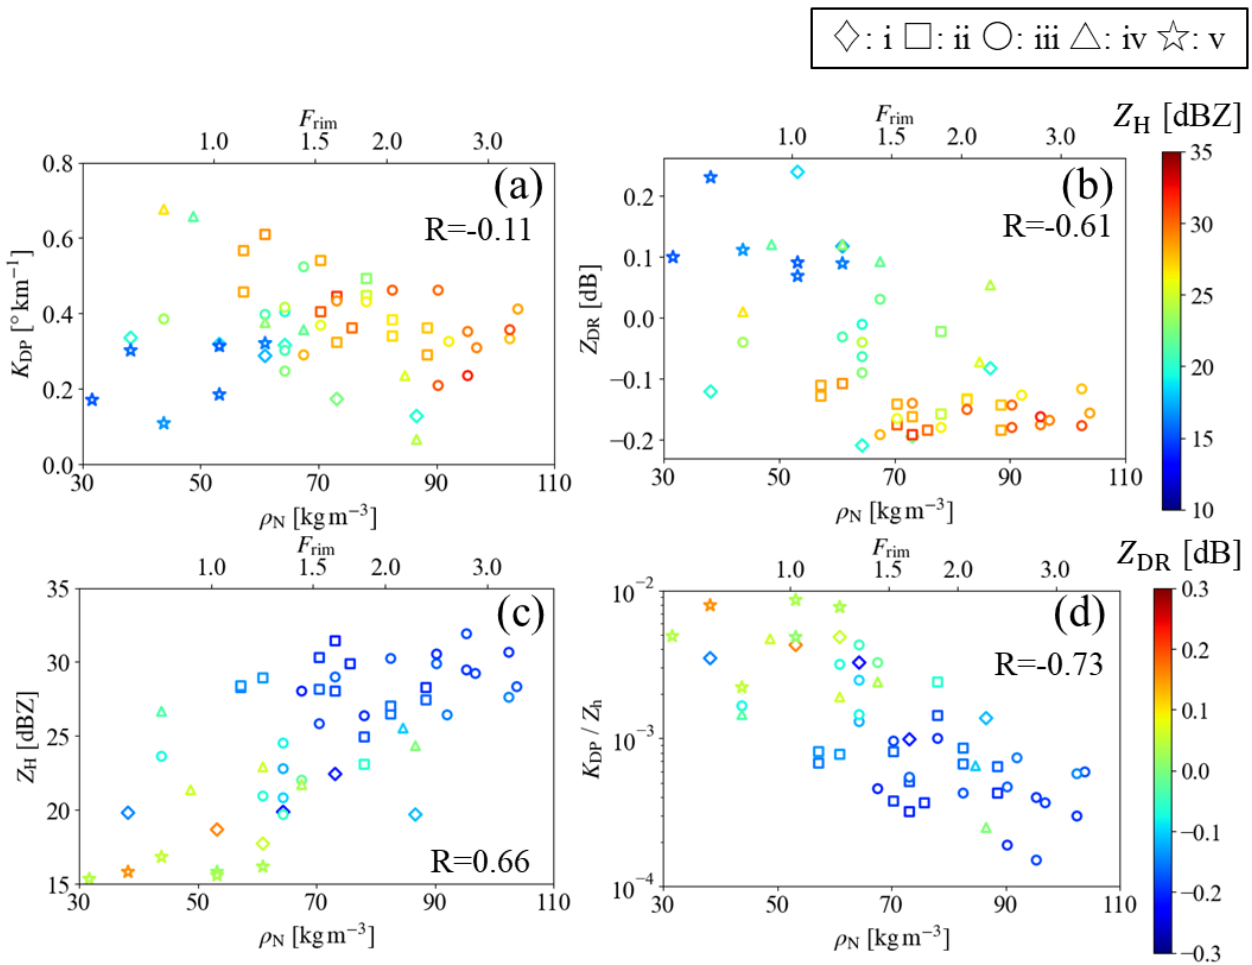 ◇: i □: ii ○: iii △: iv ☆: v
F_rim
1.0 1.5 2.0 3.0
(a)
R=-0.11
K_DP [° km⁻¹]
0.8
0.6
0.4
0.2
0.0
30 50 70 90 110
ρ_N [kg m⁻³]
F_rim
1.0 1.5 2.0 3.0
(b)
R=-0.61
Z_DR [dB]
0.2
0.1
0.0
−0.1
−0.2
30 50 70 90 110
ρ_N [kg m⁻³]
Z_H [dBZ]
35
30
25
20
15
10
F_rim
1.0 1.5 2.0 3.0
(c)
R=0.66
Z_H [dBZ]
35
30
25
20
15
30 50 70 90 110
ρ_N [kg m⁻³]
F_rim
1.0 1.5 2.0 3.0
(d)
R=-0.73
K_DP / Z_h
10⁻²
10⁻³
10⁻⁴
30 50 70 90 110
ρ_N [kg m⁻³]
Z_DR [dB]
0.3
0.2
0.1
0.0
−0.1
−0.2
−0.3